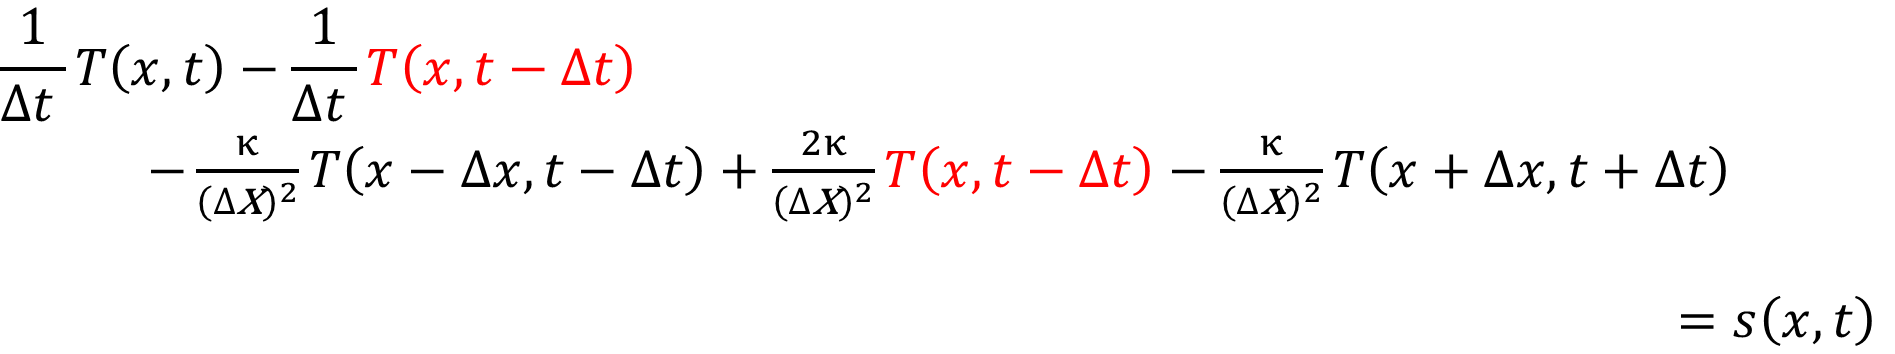 1/Δt T(x, t) − 1/Δt T(x, t − Δt)
− κ/(ΔX)² T(x − Δx, t − Δt) + 2κ/(ΔX)² T(x, t − Δt) − κ/(ΔX)² T(x + Δx, t + Δt)
= s(x, t)